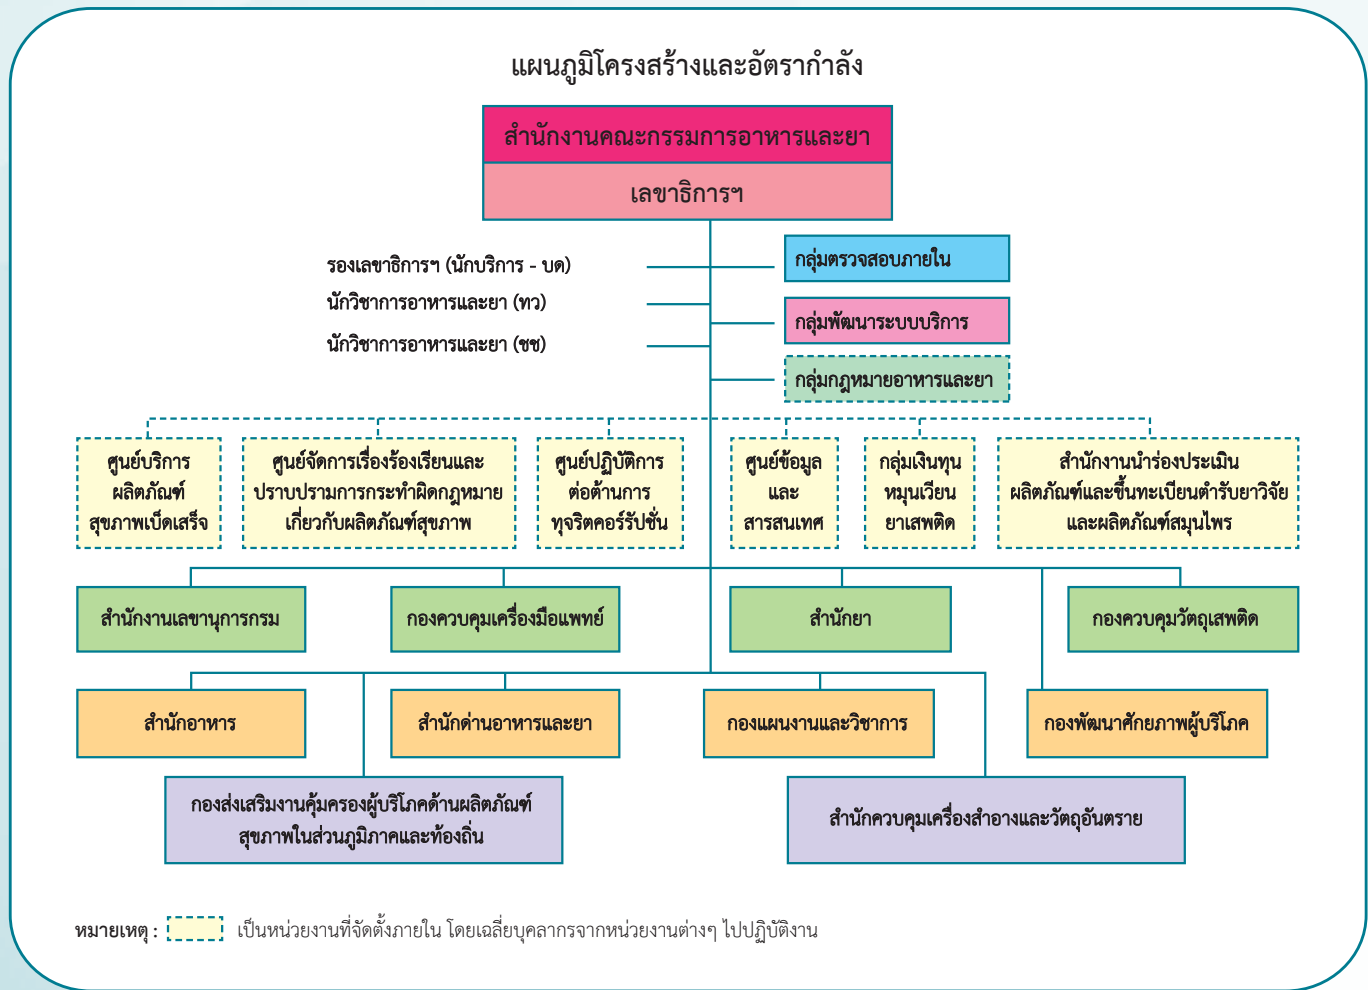 แผนภูมิโครงสร้างและอัตรากำลัง
สำนักงานคณะกรรมการอาหารและยา
เลขาธิการฯ
รองเลขาธิการฯ (นักบริการ - บด)
นักวิชาการอาหารและยา (ทว)
นักวิชาการอาหารและยา (ชช)
กลุ่มตรวจสอบภายใน
กลุ่มพัฒนาระบบบริการ
กลุ่มกฎหมายอาหารและยา
ศูนย์บริการ
ผลิตภัณฑ์
สุขภาพเบ็ดเสร็จ
ศูนย์จัดการเรื่องร้องเรียนและ
ปราบปรามการกระทำผิดกฎหมาย
เกี่ยวกับผลิตภัณฑ์สุขภาพ
ศูนย์ปฏิบัติการ
ต่อต้านการ
ทุจริตคอร์รัปชั่น
ศูนย์ข้อมูล
และ
สารสนเทศ
กลุ่มเงินทุน
หมุนเวียน
ยาเสพติด
สำนักงานนำร่องประเมิน
ผลิตภัณฑ์และขึ้นทะเบียนตำรับยาวิจัย
และผลิตภัณฑ์สมุนไพร
สำนักงานเลขานุการกรม
กองควบคุมเครื่องมือแพทย์
สำนักยา
กองควบคุมวัตถุเสพติด
สำนักอาหาร
สำนักด่านอาหารและยา
กองแผนงานและวิชาการ
กองพัฒนาศักยภาพผู้บริโภค
กองส่งเสริมงานคุ้มครองผู้บริโภคด้านผลิตภัณฑ์
สุขภาพในส่วนภูมิภาคและท้องถิ่น
สำนักควบคุมเครื่องสำอางและวัตถุอันตราย
หมายเหตุ : เป็นหน่วยงานที่จัดตั้งภายใน โดยเฉลี่ยบุคลากรจากหน่วยงานต่างๆ ไปปฏิบัติงาน